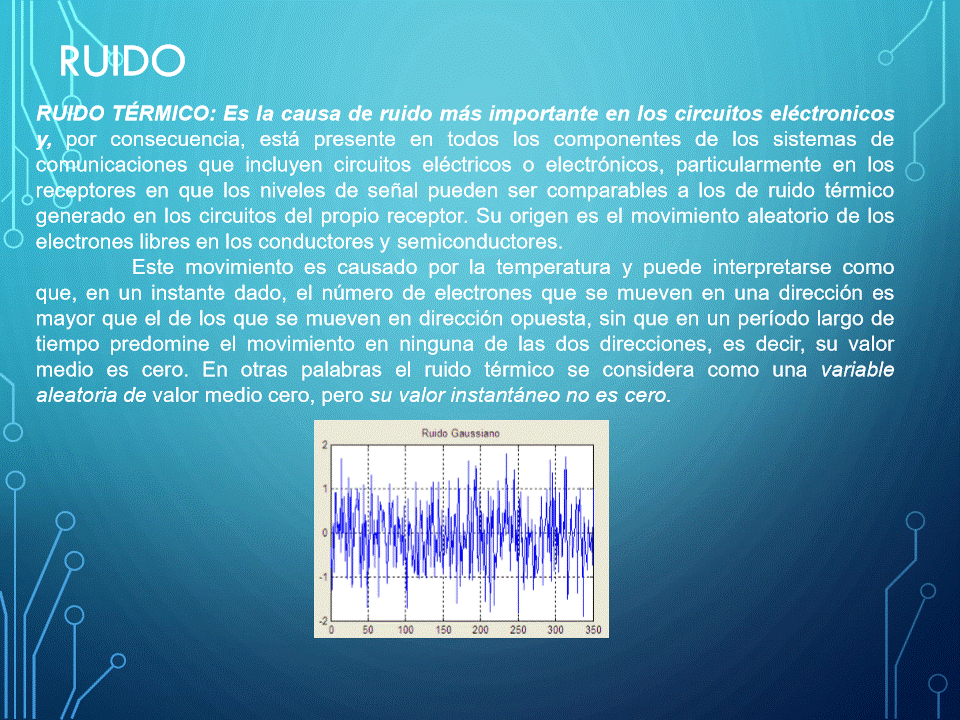 RUIDO
RUIDO TÉRMICO: Es la causa de ruido más importante en los circuitos eléctronicos
y, por consecuencia, está presente en todos los componentes de los sistemas de
comunicaciones que incluyen circuitos eléctricos o electrónicos, particularmente en los
receptores en que los niveles de señal pueden ser comparables a los de ruido térmico
generado en los circuitos del propio receptor. Su origen es el movimiento aleatorio de los
electrones libres en los conductores y semiconductores.
Este movimiento es causado por la temperatura y puede interpretarse como
que, en un instante dado, el número de electrones que se mueven en una dirección es
mayor que el de los que se mueven en dirección opuesta, sin que en un período largo de
tiempo predomine el movimiento en ninguna de las dos direcciones, es decir, su valor
medio es cero. En otras palabras el ruido térmico se considera como una variable
aleatoria de valor medio cero, pero su valor instantáneo no es cero.
Ruido Gaussiano
2
1
0
-1
-2
0 50 100 150 200 250 300 350